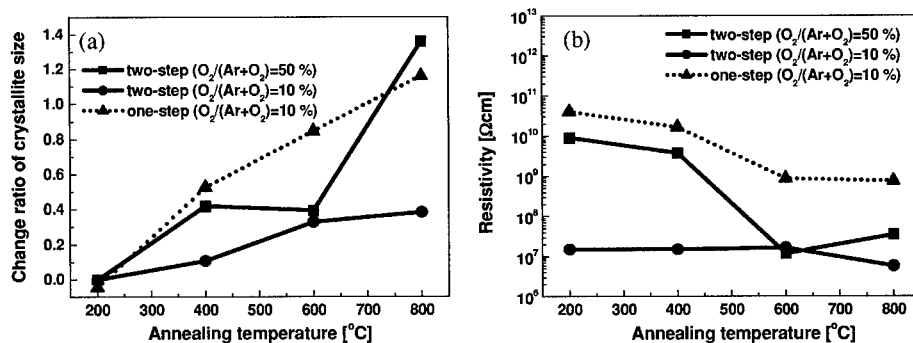 (a)
two-step (O2/(Ar+O2)=50 %)
two-step (O2/(Ar+O2)=10 %)
one-step (O2/(Ar+O2)=10 %)
Change ratio of crystallite size
1.4
1.2
1.0
0.8
0.6
0.4
0.2
0.0
200 300 400 500 600 700 800
Annealing temperature [°C]
(b)
two-step (O2/(Ar+O2)=50 %)
two-step (O2/(Ar+O2)=10 %)
one-step (O2/(Ar+O2)=10 %)
Resistivity [Ωcm]
10^13
10^12
10^11
10^10
10^9
10^8
10^7
10^6
200 300 400 500 600 700 800
Annealing temperature [°C]